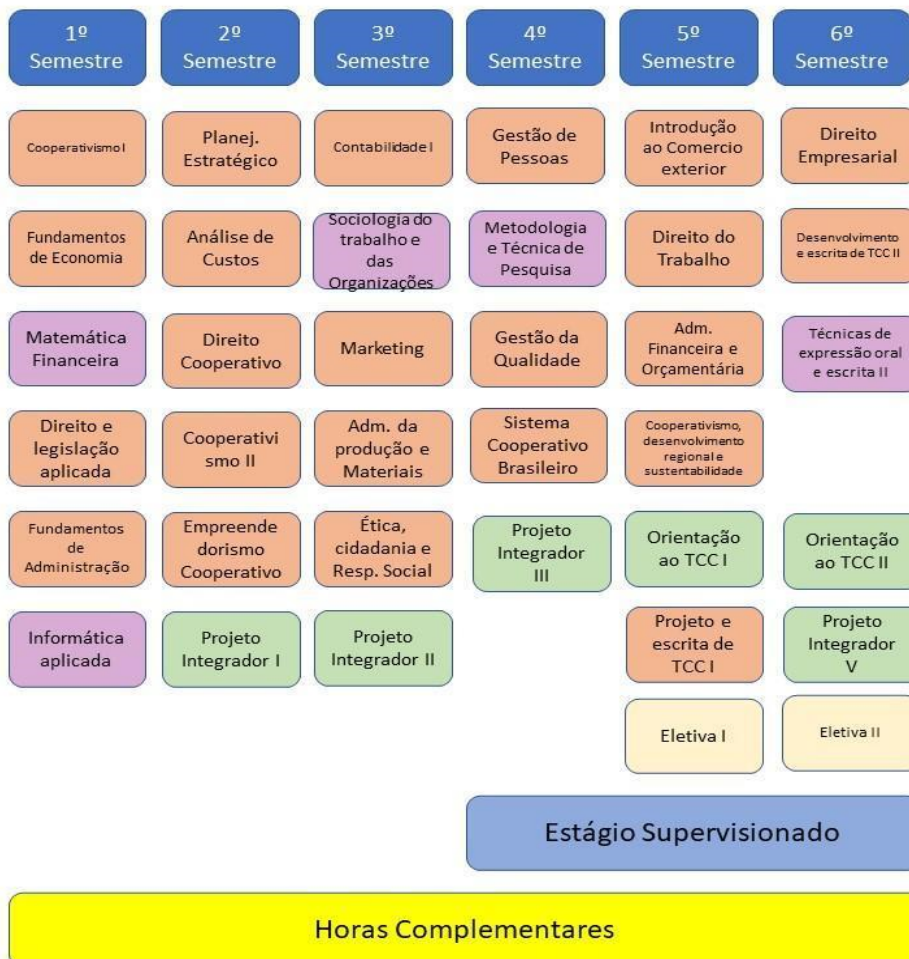 1º
Semestre
2º
Semestre
3º
Semestre
4º
Semestre
5º
Semestre
6º
Semestre
Cooperativismo I
Planej.
Estratégico
Contabilidade I
Gestão de
Pessoas
Introdução
ao Comercio
exterior
Direito
Empresarial
Fundamentos
de Economia
Análise de
Custos
Sociologia do
trabalho e
das
Organizações
Metodologia
e Técnica de
Pesquisa
Direito do
Trabalho
Desenvolvimento
e escrita de TCC II
Matemática
Financeira
Direito
Cooperativo
Marketing
Gestão da
Qualidade
Adm.
Financeira e
Orçamentária
Técnicas de
expressão oral
e escrita II
Direito e
legislação
aplicada
Cooperativi
smo II
Adm. da
produção e
Materiais
Sistema
Cooperativo
Brasileiro
Cooperativismo,
desenvolvimento
regional e
sustentabilidade
Fundamentos
de
Administração
Empreende
dorismo
Cooperativo
Ética,
cidadania e
Resp. Social
Projeto
Integrador
III
Orientação
ao TCC I
Orientação
ao TCC II
Informática
aplicada
Projeto
Integrador I
Projeto
Integrador II
Projeto e
escrita de
TCC I
Projeto
Integrador
V
Eletiva I
Eletiva II
Estágio Supervisionado
Horas Complementares